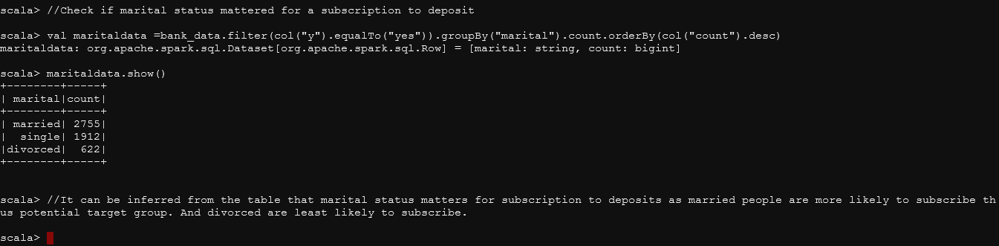 scala> //Check if marital status mattered for a subscription to deposit
scala> val maritaldata =bank_data.filter(col("y").equalTo("yes")).groupBy("marital").count.orderBy(col("count").desc)
maritaldata: org.apache.spark.sql.Dataset[org.apache.spark.sql.Row] = [marital: string, count: bigint]
scala> maritaldata.show()
+--------+-----+
| marital|count|
+--------+-----+
| married| 2755|
|  single| 1912|
|divorced|  622|
+--------+-----+
scala> //It can be inferred from the table that marital status matters for subscription to deposits as married people are more likely to subscribe th
us potential target group. And divorced are least likely to subscribe.
scala>